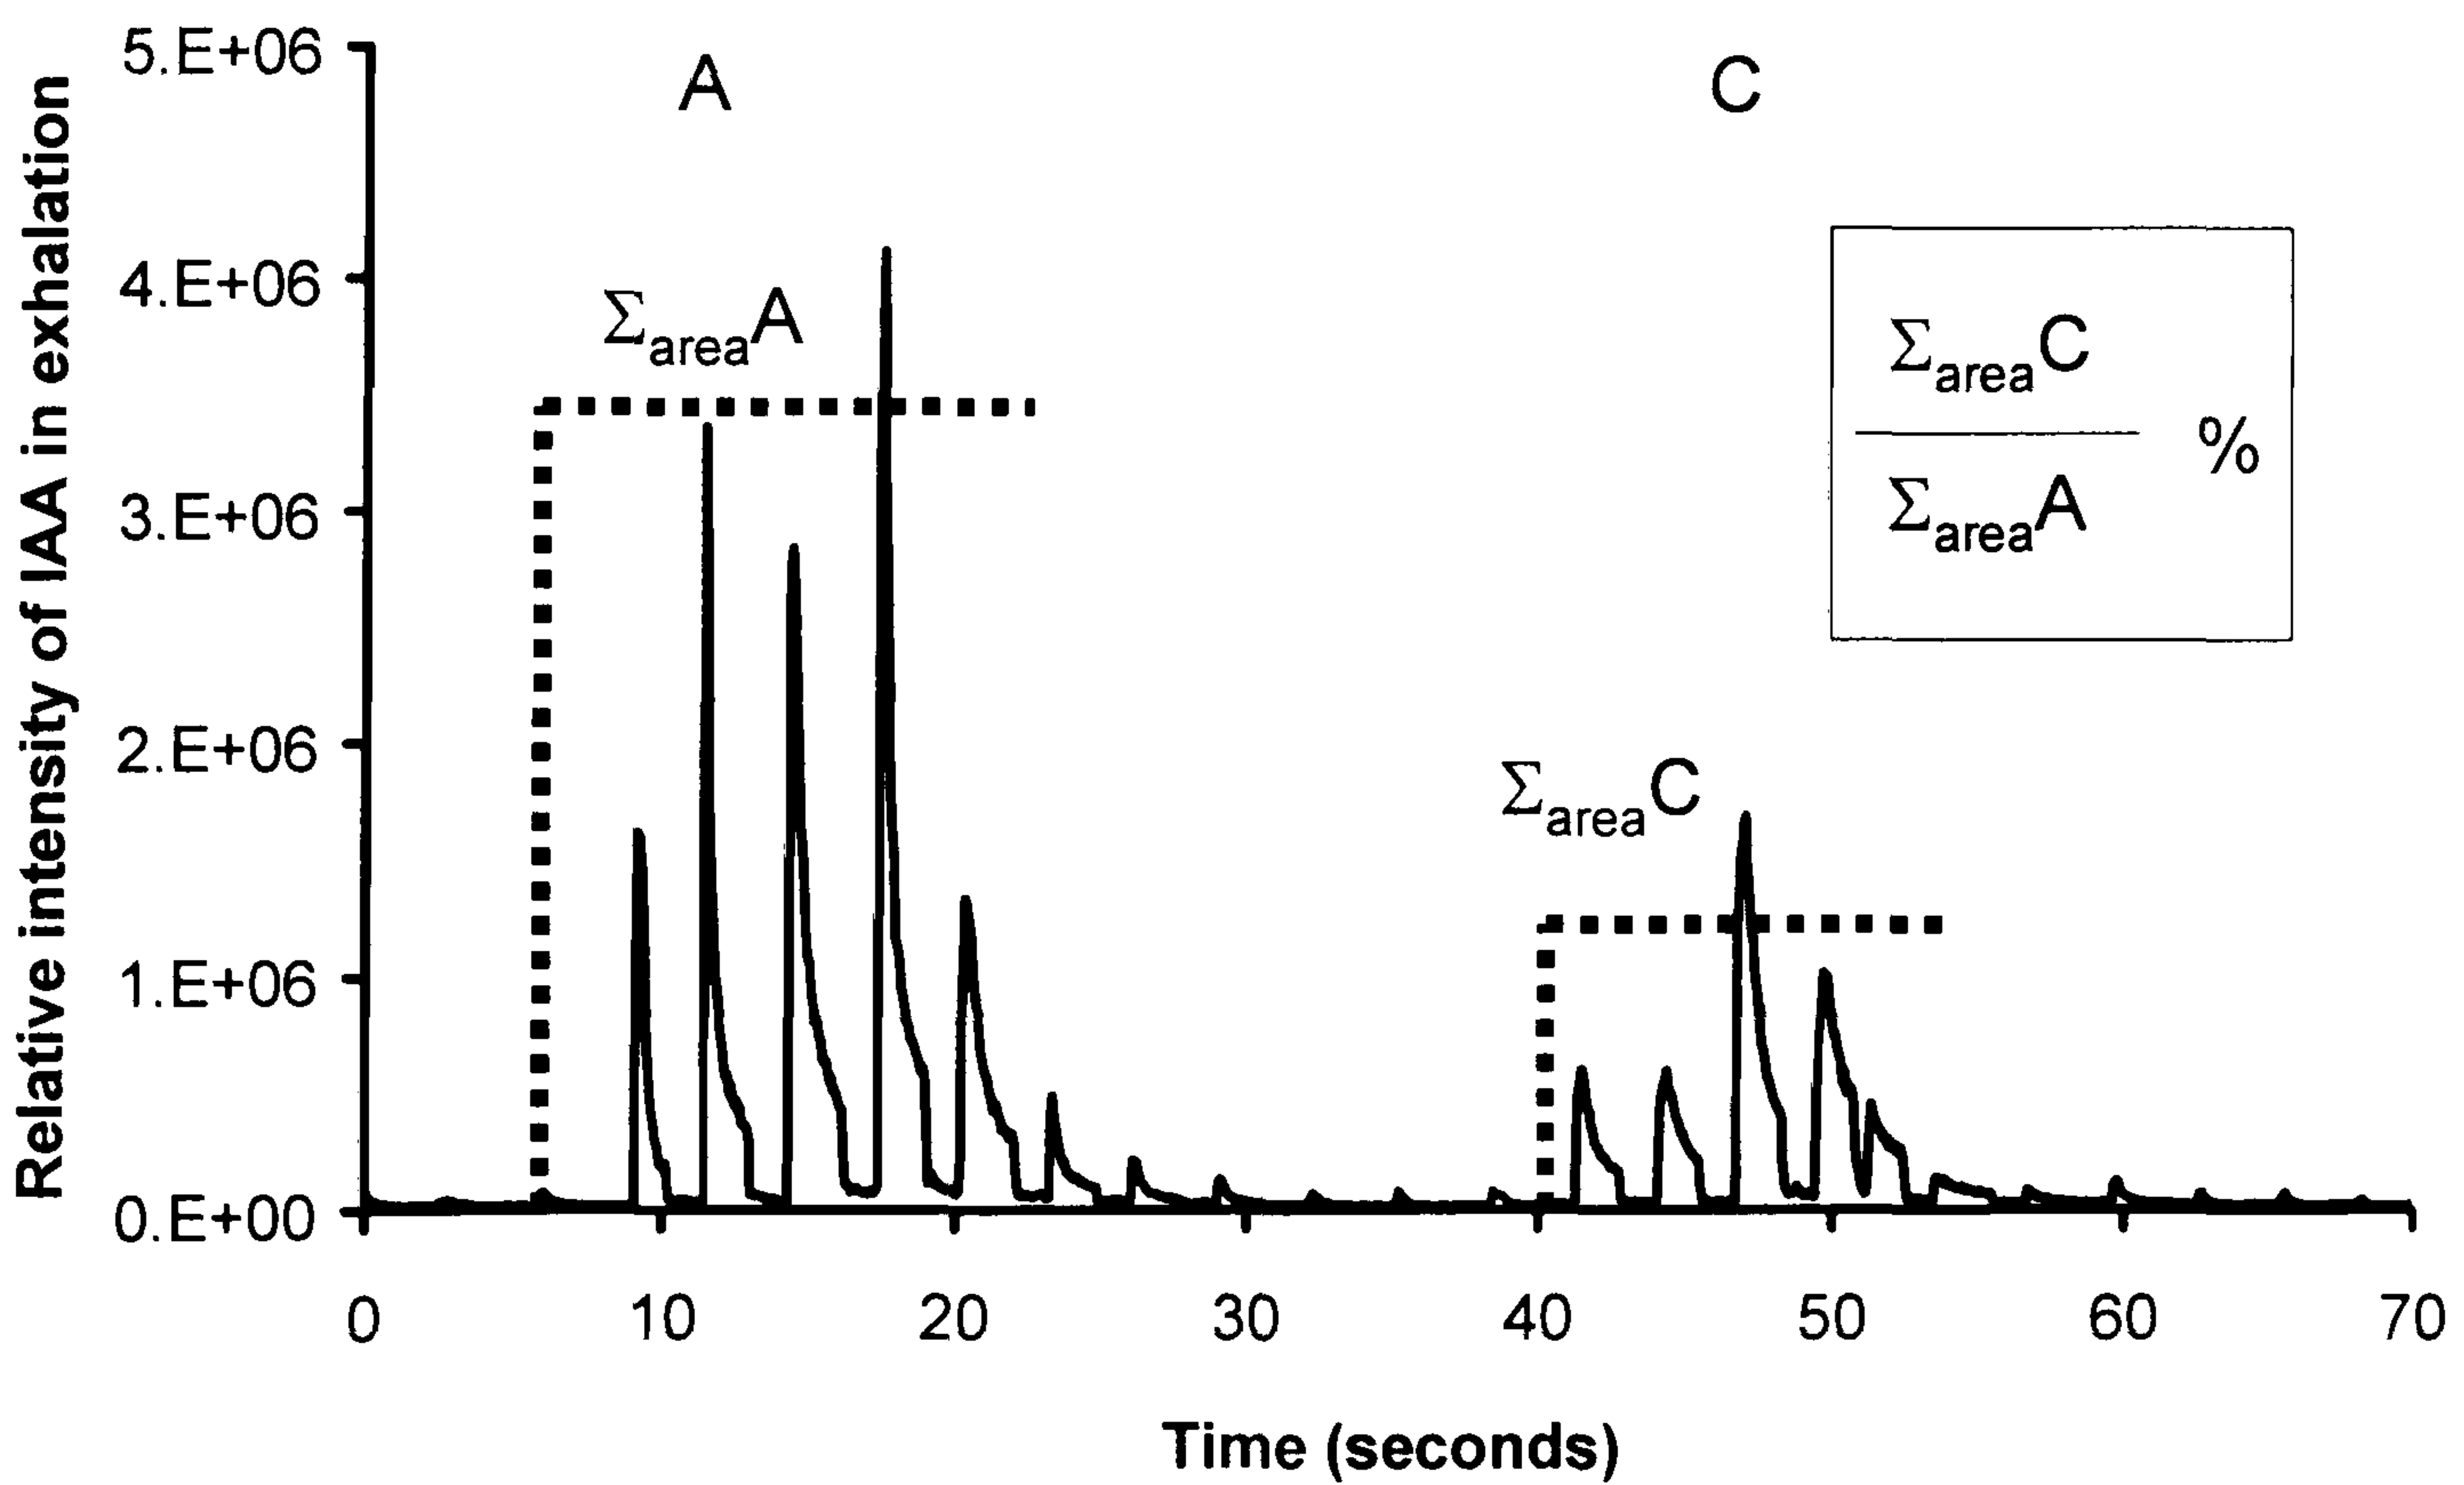 Relative intensity of IAA in exhalation
5.E+06
4.E+06
3.E+06
2.E+06
1.E+06
0.E+00
A
C
ΣareaA
ΣareaC
ΣareaC
%
ΣareaA
0 10 20 30 40 50 60 70
Time (seconds)